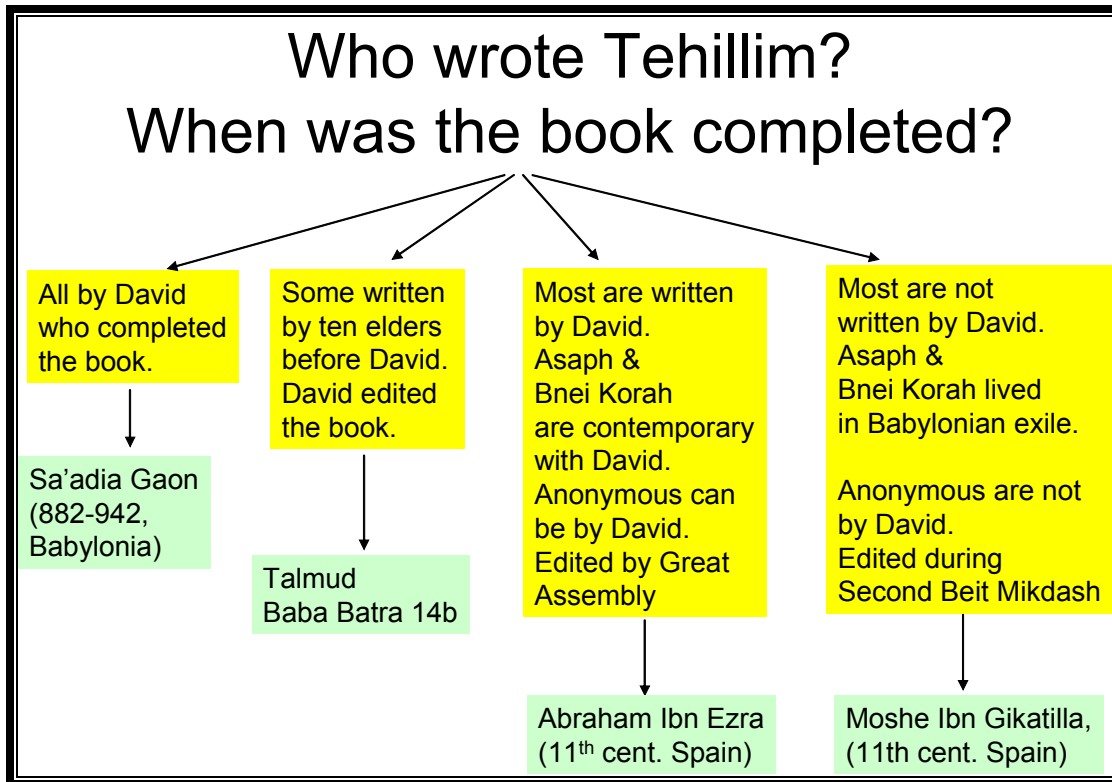 Who wrote Tehillim?
When was the book completed?
All by David
who completed
the book.
Sa'adia Gaon
(882-942,
Babylonia)
Some written
by ten elders
before David.
David edited
the book.
Talmud
Baba Batra 14b
Most are written
by David.
Asaph &
Bnei Korah
are contemporary
with David.
Anonymous can
be by David.
Edited by Great
Assembly
Abraham Ibn Ezra
(11th cent. Spain)
Most are not
written by David.
Asaph &
Bnei Korah lived
in Babylonian exile.
Anonymous are not
by David.
Edited during
Second Beit Mikdash
Moshe Ibn Gikatilla,
(11th cent. Spain)